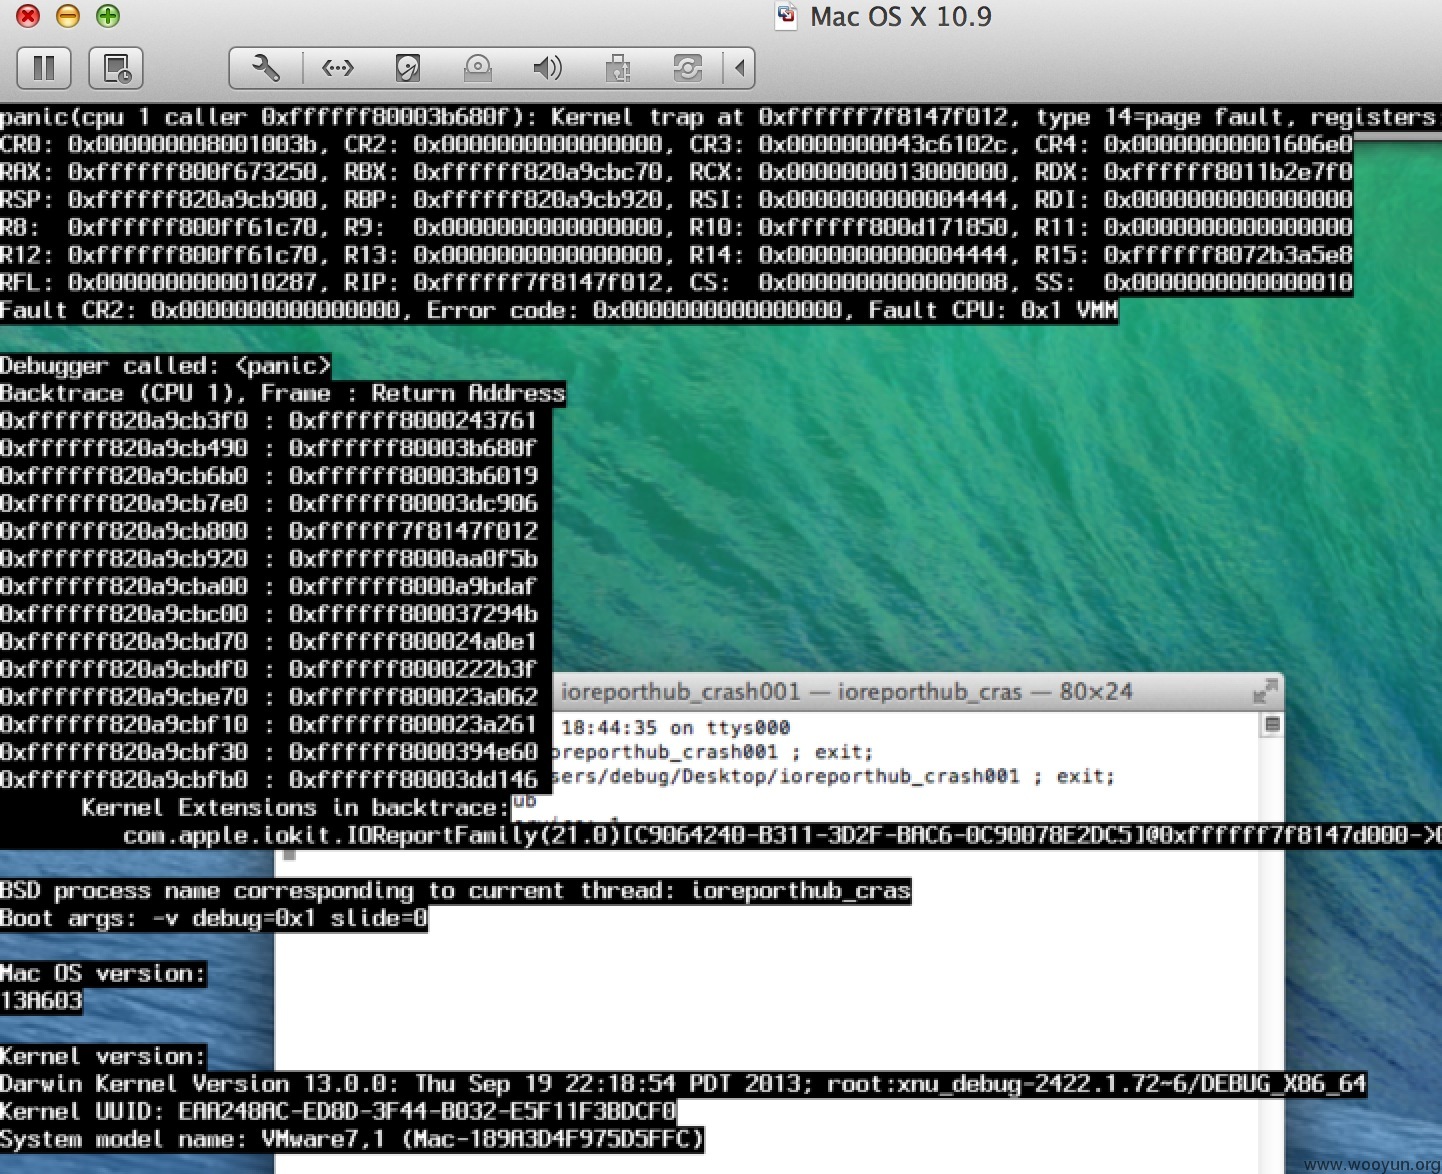 Mac OS X 10.9
panic(cpu 1 caller 0xffffff80003b680f): Kernel trap at 0xffffff7f8147f012, type 14=page fault, registers:
CR0: 0x000000008001003b, CR2: 0x0000000000000000, CR3: 0x0000000043c6102c, CR4: 0x00000000001606e0
RAX: 0xffffff800f673250, RBX: 0xffffff820a9cbc70, RCX: 0x0000000013000000, RDX: 0xffffff8011b2e7f0
RSP: 0xffffff820a9cb900, RBP: 0xffffff820a9cb920, RSI: 0x0000000000004444, RDI: 0x0000000000000000
R8:  0xffffff800ff61c70, R9:  0x0000000000000000, R10: 0xffffff800d171850, R11: 0x0000000000000000
R12: 0xffffff800ff61c70, R13: 0x0000000000000000, R14: 0x0000000000004444, R15: 0xffffff8072b3a5e8
RFL: 0x0000000000010287, RIP: 0xffffff7f8147f012, CS:  0x0000000000000008, SS:  0x0000000000000010
Fault CR2: 0x0000000000000000, Error code: 0x0000000000000000, Fault CPU: 0x1 VMM
Debugger called: <panic>
Backtrace (CPU 1), Frame : Return Address
0xffffff820a9cb3f0 : 0xffffff8000243761
0xffffff820a9cb490 : 0xffffff80003b680f
0xffffff820a9cb6b0 : 0xffffff80003b6019
0xffffff820a9cb7e0 : 0xffffff80003dc906
0xffffff820a9cb800 : 0xffffff7f8147f012
0xffffff820a9cb920 : 0xffffff8000aa0f5b
0xffffff820a9cba00 : 0xffffff8000a9bdaf
0xffffff820a9cbc00 : 0xffffff800037294b
0xffffff820a9cbd70 : 0xffffff800024a0e1
0xffffff820a9cbdf0 : 0xffffff8000222b3f
ioreporthub_crash001 — ioreporthub_cras — 80×24
0xffffff820a9cbe70 : 0xffffff800023a062
0xffffff820a9cbf10 : 0xffffff800023a261
18:44:35 on ttys000
0xffffff820a9cbf30 : 0xffffff8000394e60
oreporthub_crash001 ; exit;
0xffffff820a9cbfb0 : 0xffffff80003dd146
sers/debug/Desktop/ioreporthub_crash001 ; exit;
Kernel Extensions in backtrace:
ub
com.apple.iokit.IOReportFamily(21.0)[C9064240-B311-3D2F-BAC6-0C90078E2DC5]@0xffffff7f8147d000->0
BSD process name corresponding to current thread: ioreporthub_cras
Boot args: -v debug=0x1 slide=0
Mac OS version:
13A603
Kernel version:
Darwin Kernel Version 13.0.0: Thu Sep 19 22:18:54 PDT 2013; root:xnu_debug-2422.1.72~6/DEBUG_X86_64
Kernel UUID: EAA248AC-ED8D-3F44-B032-E5F11F3BDCF0
System model name: VMware7,1 (Mac-189A3D4F975D5FFC)
www.wooyun.org